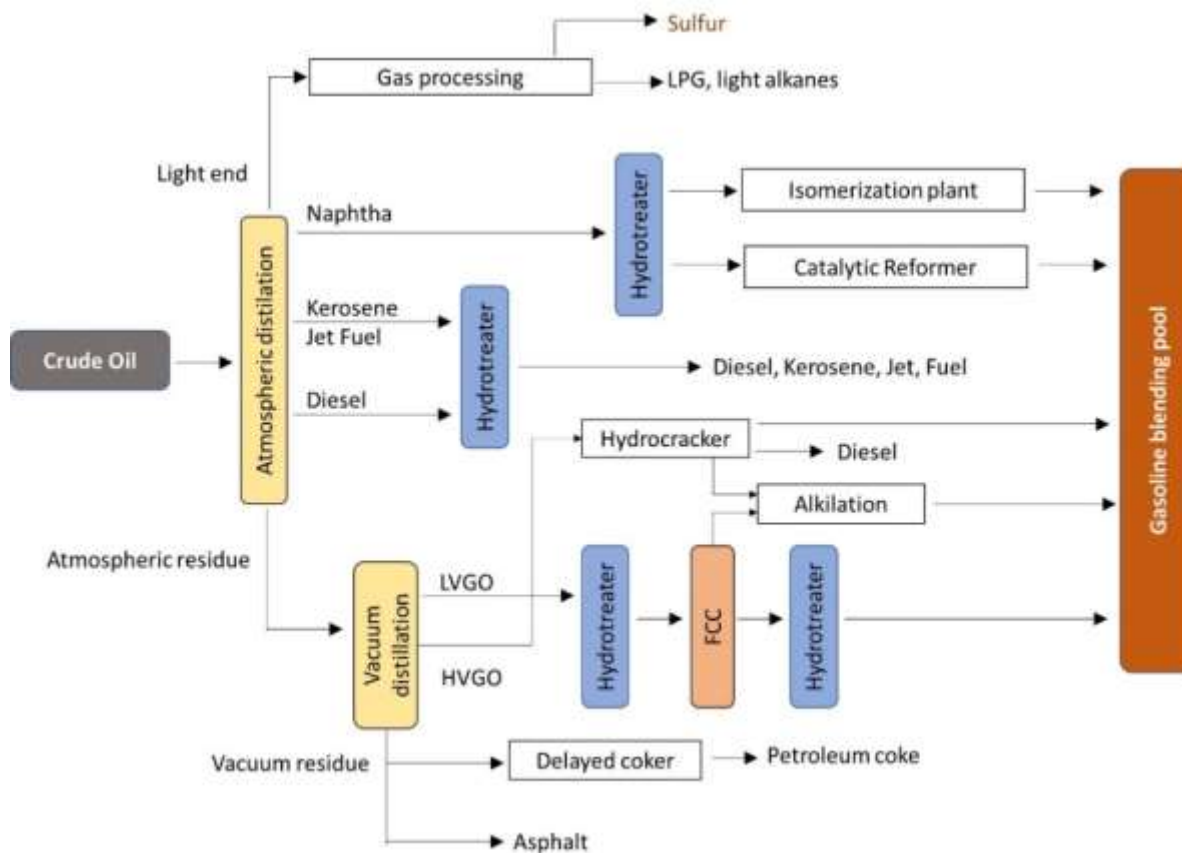 Sulfur
Gas processing
LPG, light alkanes
Light end
Naphtha
Hydrotreater
Isomerization plant
Catalytic Reformer
Gasoline blending pool
Crude Oil
Atmospheric distilation
Kerosene
Jet Fuel
Diesel
Hydrotreater
Diesel, Kerosene, Jet, Fuel
Hydrocracker
Diesel
Alkilation
Atmospheric residue
Vacuum
distillation
LVGO
HVGO
Hydrotreater
FCC
Hydrotreater
Vacuum residue
Delayed coker
Petroleum coke
Asphalt